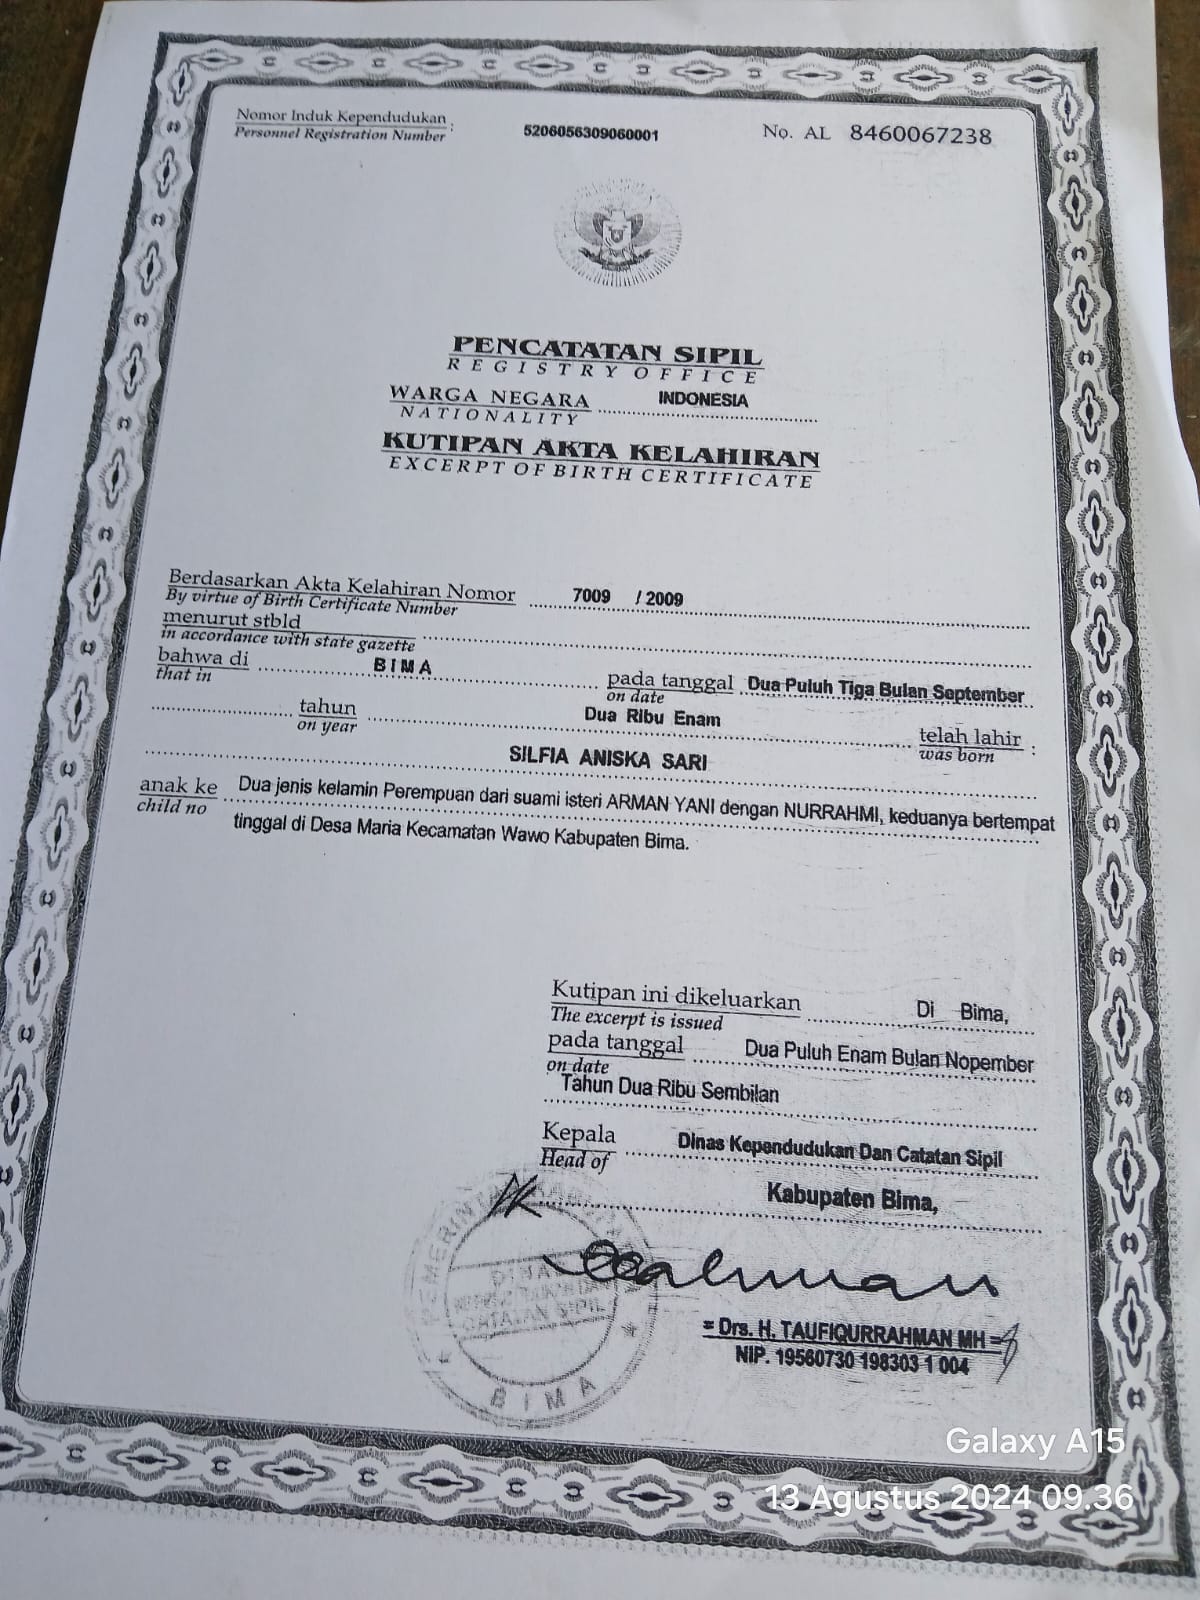 Nomor Induk Kependudukan : 5206056309060001 No. AL 8460067238
Personnel Registration Number
PENCATATAN SIPIL
REGISTRY OFFICE
WARGA NEGARA INDONESIA
NATIONALITY
KUTIPAN AKTA KELAHIRAN
EXCERPT OF BIRTH CERTIFICATE
Berdasarkan Akta Kelahiran Nomor 7009 / 2009
By virtue of Birth Certificate Number
menurut stbld
in accordance with state gazette
bahwa di BIMA pada tanggal Dua Puluh Tiga Bulan September
that in on date
tahun Dua Ribu Enam telah lahir :
on year was born
SILFIA ANISKA SARI
anak ke Dua jenis kelamin Perempuan dari suami isteri ARMAN YANI dengan NURRAHMI, keduanya bertempat
child no
tinggal di Desa Maria Kecamatan Wawo Kabupaten Bima.
Kutipan ini dikeluarkan Di Bima,
The excerpt is issued
pada tanggal Dua Puluh Enam Bulan Nopember
on date
Tahun Dua Ribu Sembilan
Kepala Dinas Kependudukan Dan Catatan Sipil
Head of
Kabupaten Bima,
DINAS
CATATAN SIPIL
BIMA
= Drs. H. TAUFIQURRAHMAN MH =
NIP. 19560730 198303 1 004
Galaxy A15
13 Agustus 2024 09.36